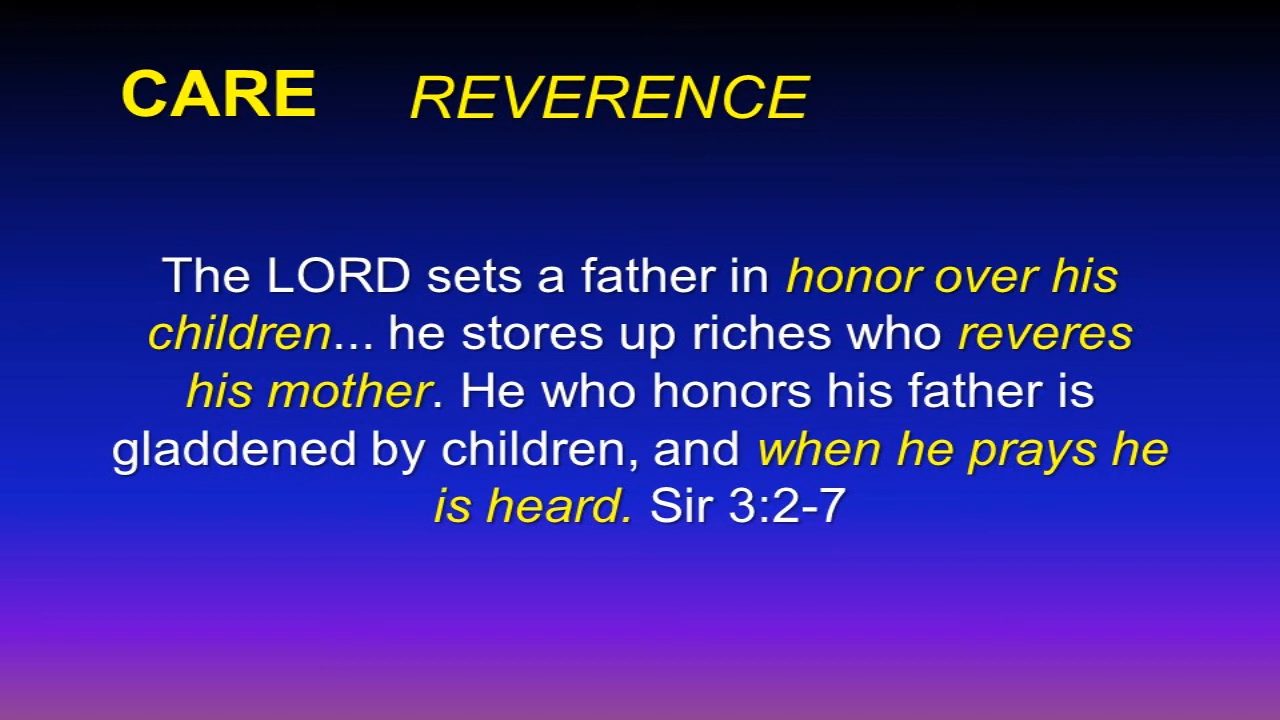 CARE REVERENCE
The LORD sets a father in honor over his
children... he stores up riches who reveres
his mother. He who honors his father is
gladdened by children, and when he prays he
is heard. Sir 3:2-7